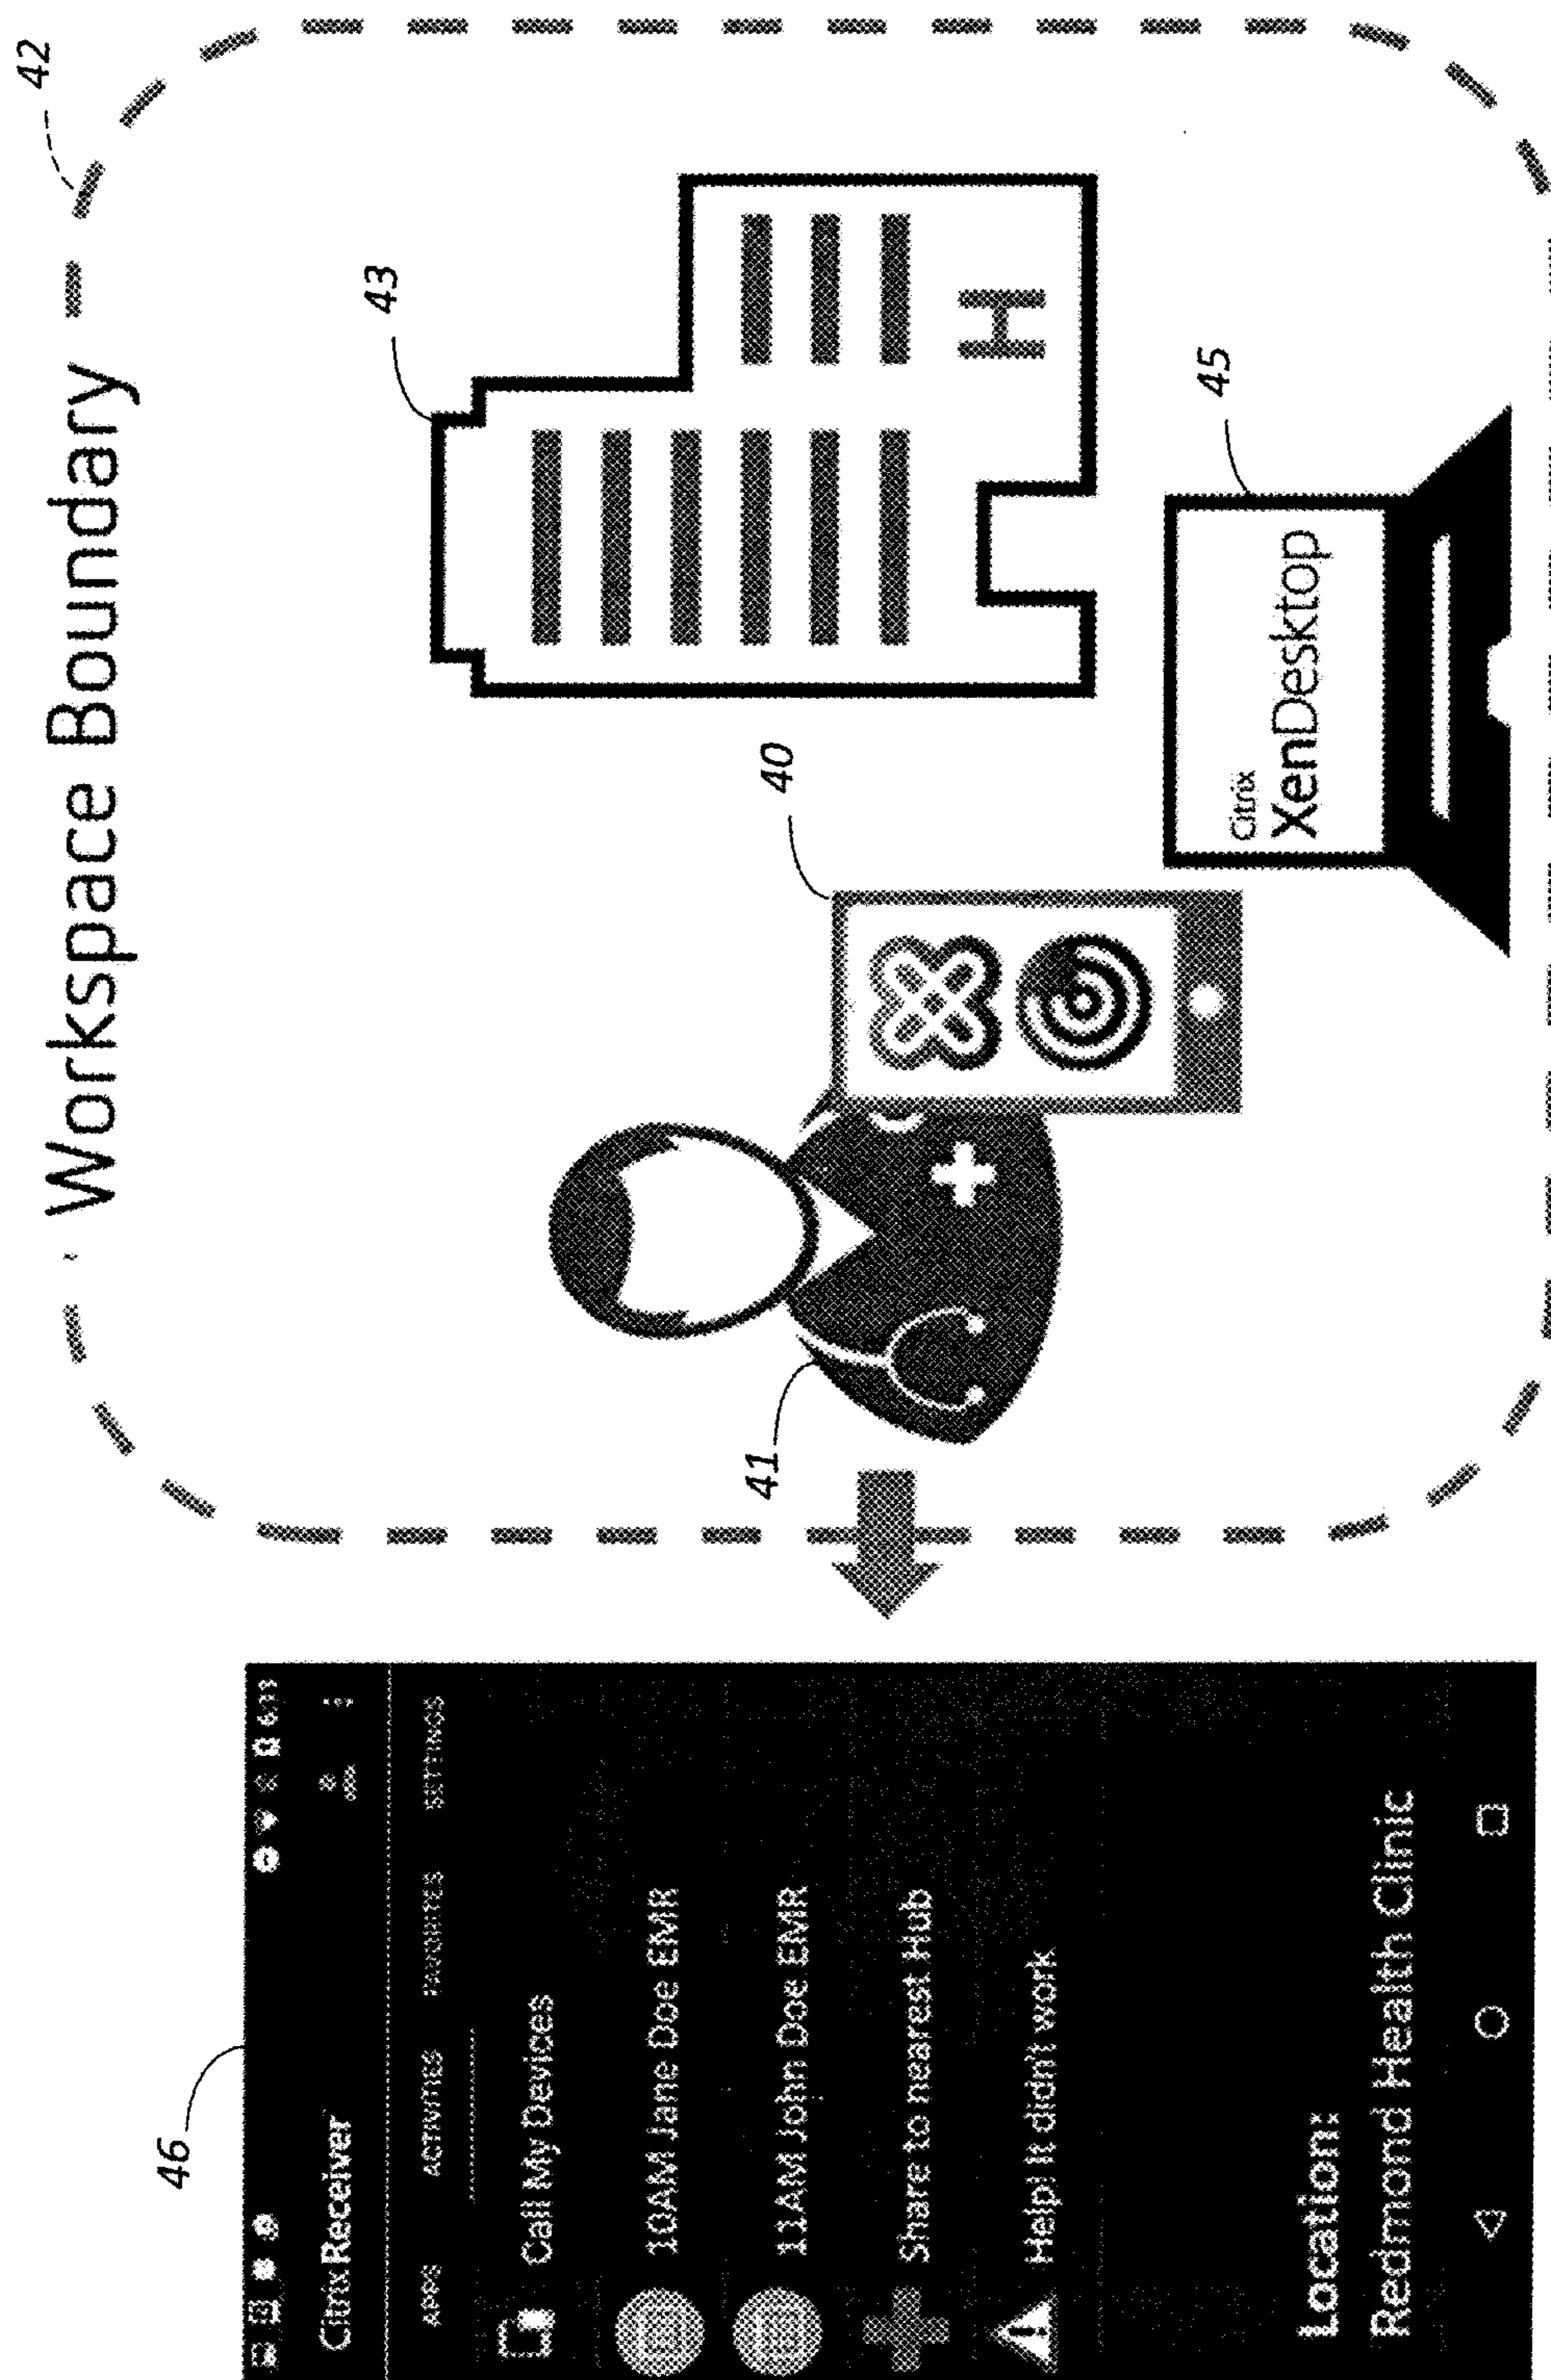 46
Citrix Receiver
APPS ACTIVITIES FAVORITES SETTINGS
Call My Devices
10AM Jane Doe EMR
11AM John Doe EMR
Share to nearest Hub
Help! It didn't work
Location:
Redmond Health Clinic
Workspace Boundary
42
43
H
41
40
45
Citrix
XenDesktop